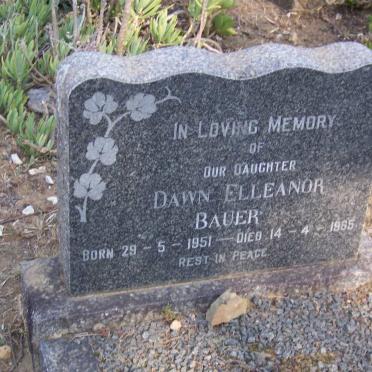 IN LOVING MEMORY
OF
OUR DAUGHTER
DAWN ELLEANOR
BAUER
BORN 29 - 5 - 1951 - DIED 14 - 4 - 1965
REST IN PEACE